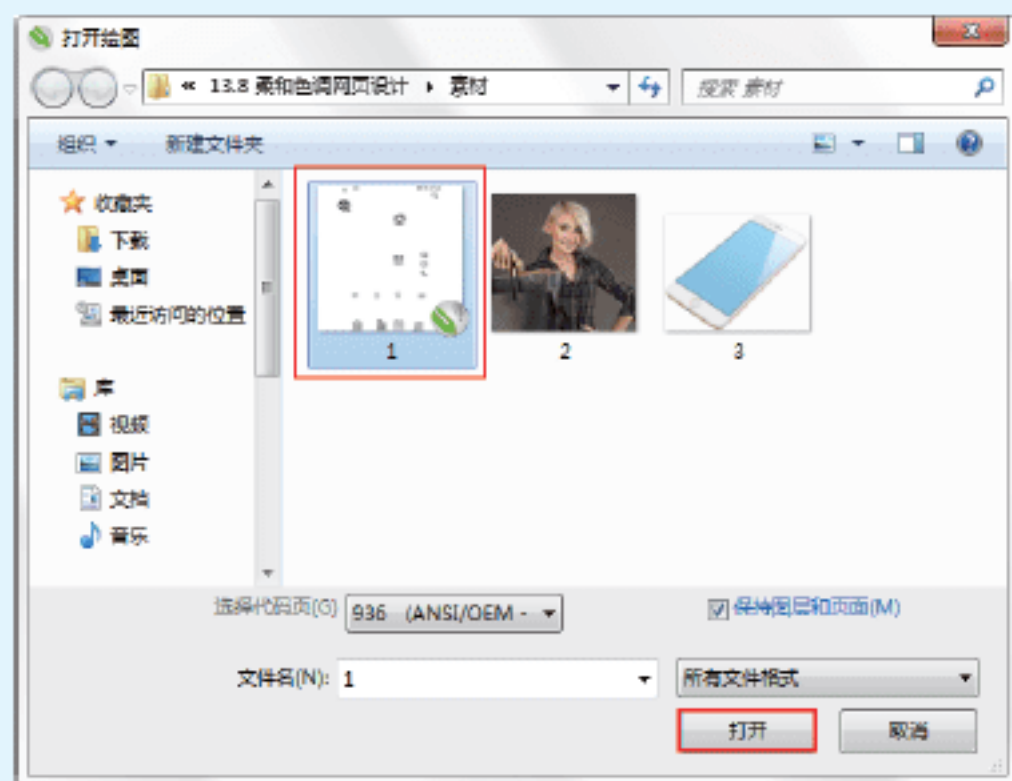 打开绘图
« 13.8 柔和色调网页设计 ▸ 素材
搜索 素材
组织
新建文件夹
收藏夹
下载
桌面
最近访问的位置
库
视频
图片
文档
音乐
1
2
3
选择代码页(G)
936 (ANSI/OEM -
保持图层和页面(M)
文件名(N): 1
所有文件格式
打开
取消